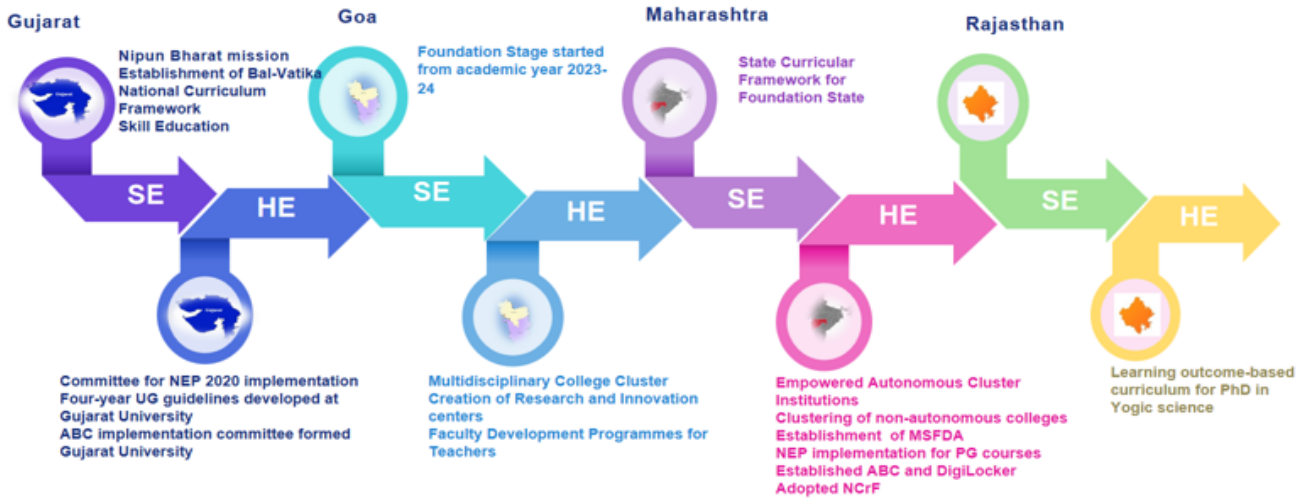 Gujarat
Nipun Bharat mission
Establishment of Bal-Vatika
National Curriculum
Framework
Skill Education
SE
HE
Committee for NEP 2020 implementation
Four-year UG guidelines developed at
Gujarat University
ABC implementation committee formed
Gujarat University
Goa
Foundation Stage started
from academic year 2023-
24
SE
HE
Multidisciplinary College Cluster
Creation of Research and Innovation
centers
Faculty Development Programmes for
Teachers
Maharashtra
State Curricular
Framework for
Foundation State
SE
HE
Empowered Autonomous Cluster
Institutions
Clustering of non-autonomous colleges
Establishment of MSFDA
NEP implementation for PG courses
Established ABC and DigiLocker
Adopted NCrF
Rajasthan
SE
HE
Learning outcome-based
curriculum for PhD in
Yogic science